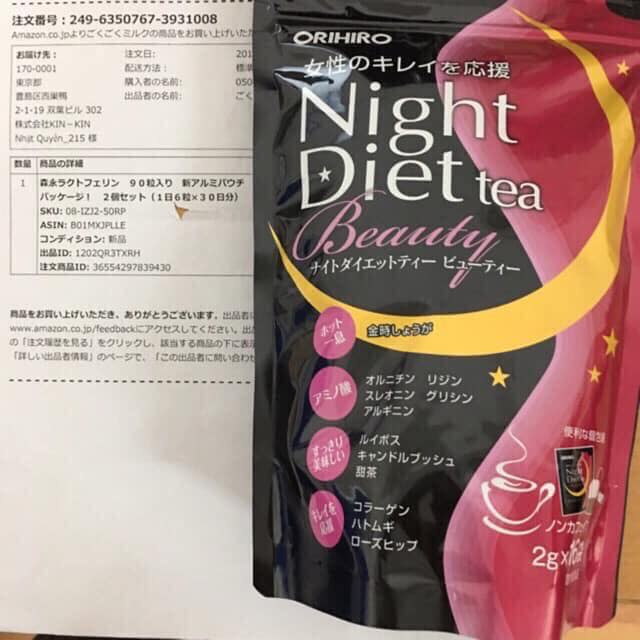 注文番号： 249-6350767-3931008
Amazon.co.jpよりごくごくミルクの商品をお買い上げいただ
お届け先：
170-0001
東京都
豊島区西巣鴨
2-1-19 双葉ビル 302
株式会社KIN－KIN
Nhật Quyên_215 様
注文日: 201
配送方法： 標準
購入者の名前: 050
出品者の名前: ごく
数量 商品の詳細
1 森永ラクトフェリン ９０粒入り 新アルミパウチ
パッケージ！ ２個セット（１日６粒×３０日分）
SKU: 08-IZJ2-50RP
ASIN: B01MXJPLLE
コンディション: 新品
出品ID: 1202QR3TXRH
注文商品ID: 36554297839430
商品をお買い上げいただき、ありがとうございます。出品者に
www.amazon.co.jp/feedbackにアクセスしてください。出
の「注文履歴を見る」をクリックし、該当する商品の下に表示
「詳しい出品者情報」のページで、「この出品者に問い合わ
ORIHIRO
女性のキレイを応援
Night
Diet tea
Beauty
ナイトダイエットティー ビューティー
ホット
一息
金時しょうが
アミノ酸
オルニチン リジン
スレオニン グリシン
アルギニン
すっきり
美味しい
ルイボス
キャンドルブッシュ
甜茶
キレイを
応援
コラーゲン
ハトムギ
ローズヒップ
便利な個包装
ORIHIRO
Night
Diet
ノンカフェイン
2g×